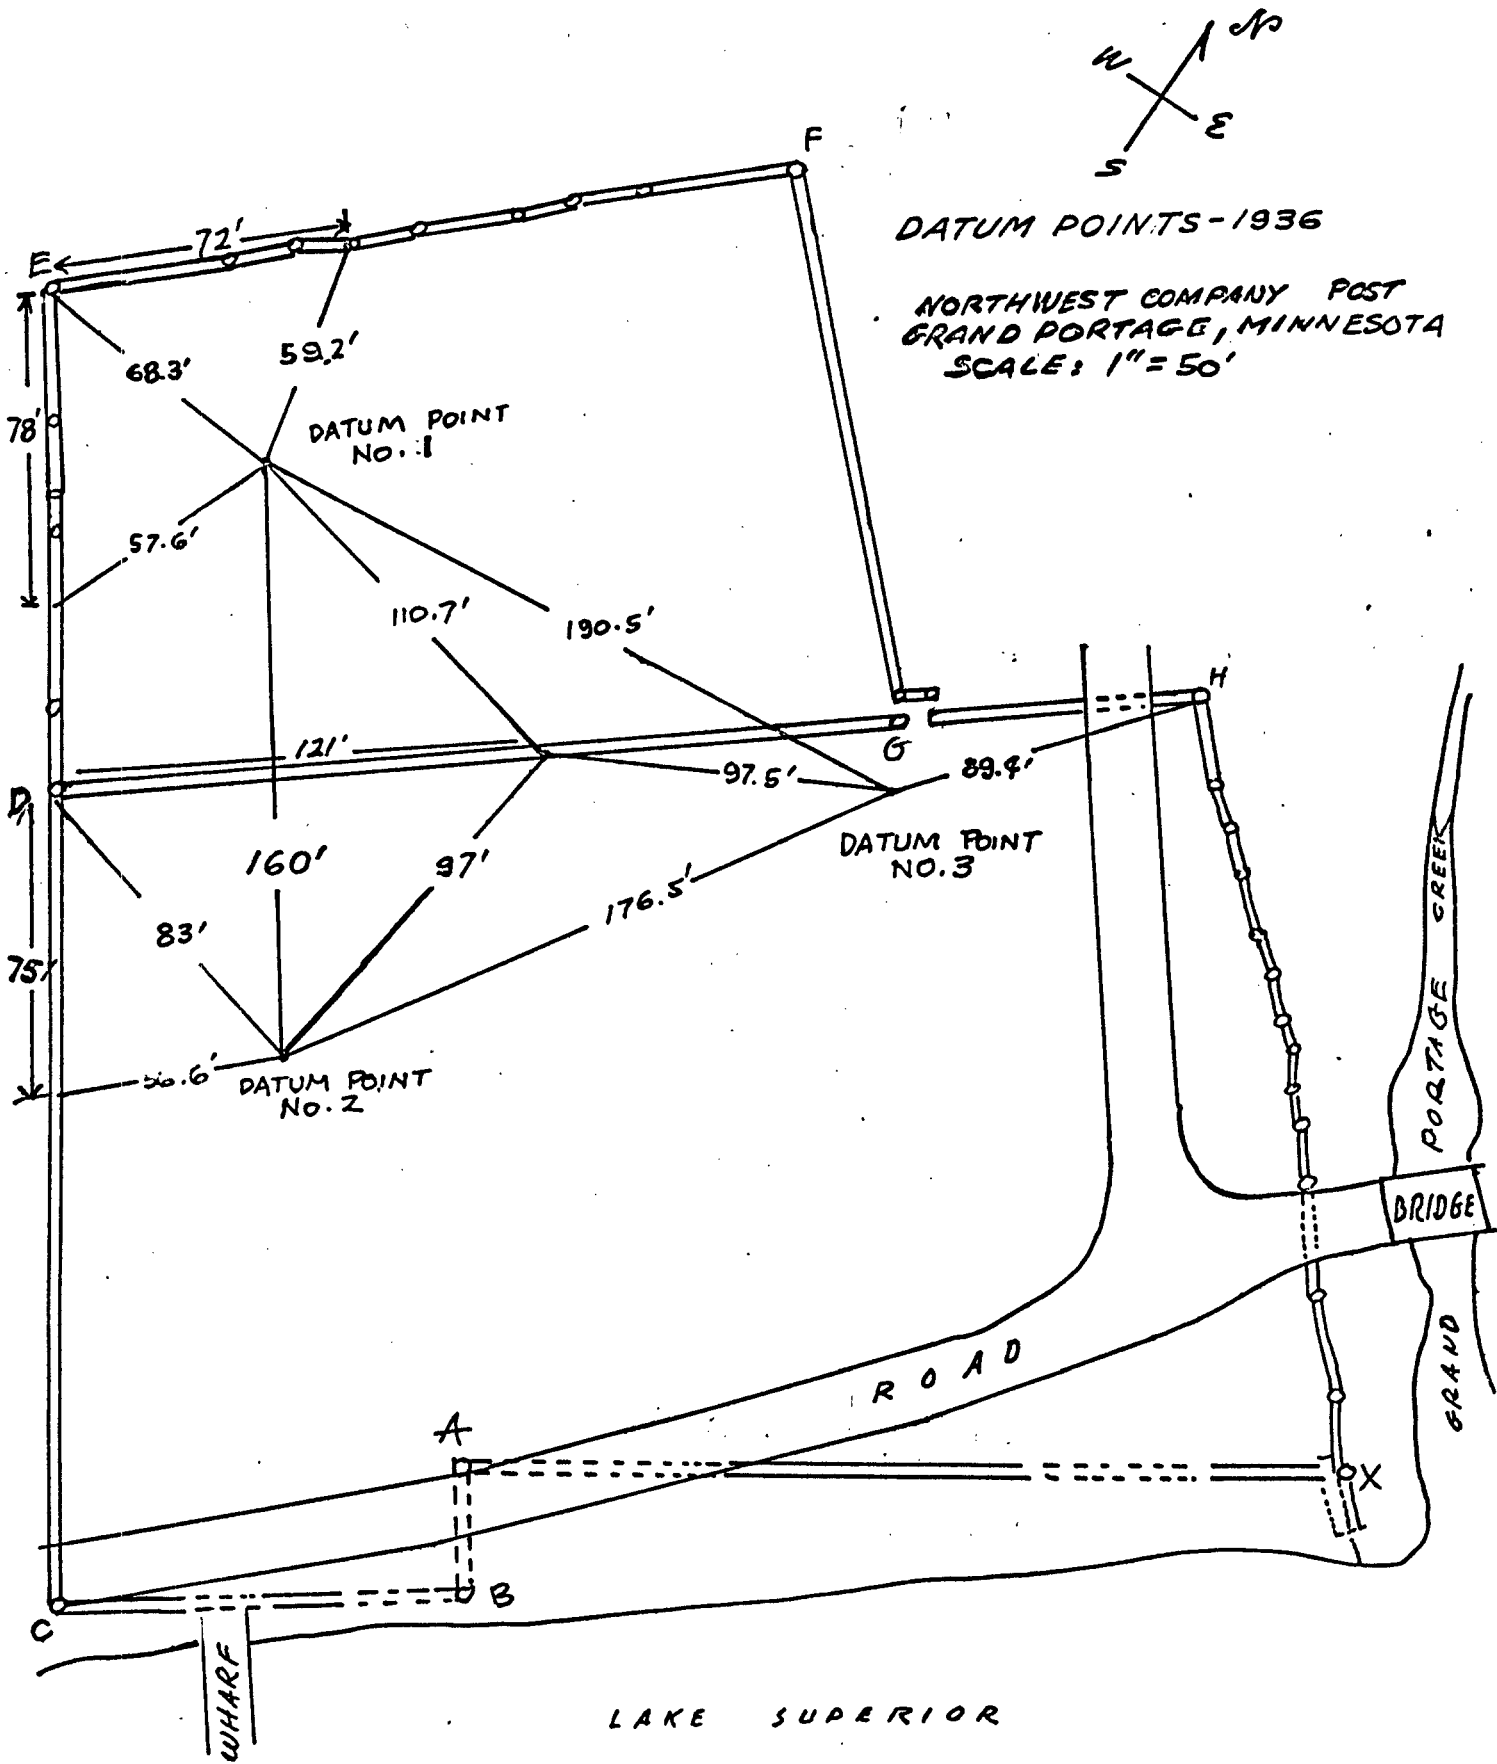 N
W
E
S
F
DATUM POINTS-1936
NORTHWEST COMPANY POST
GRAND PORTAGE, MINNESOTA
SCALE: 1"=50'
E
72'
68.3'
59.2'
78'
DATUM POINT
NO. 1
57.6'
110.7'
190.5'
H
121'
G
97.5'
89.4'
D
DATUM POINT
NO. 3
160'
97'
176.5'
83'
75'
DATUM POINT
NO. 2
GRAND PORTAGE CREEK
BRIDGE
ROAD
A
X
B
C
WHARF
LAKE SUPERIOR